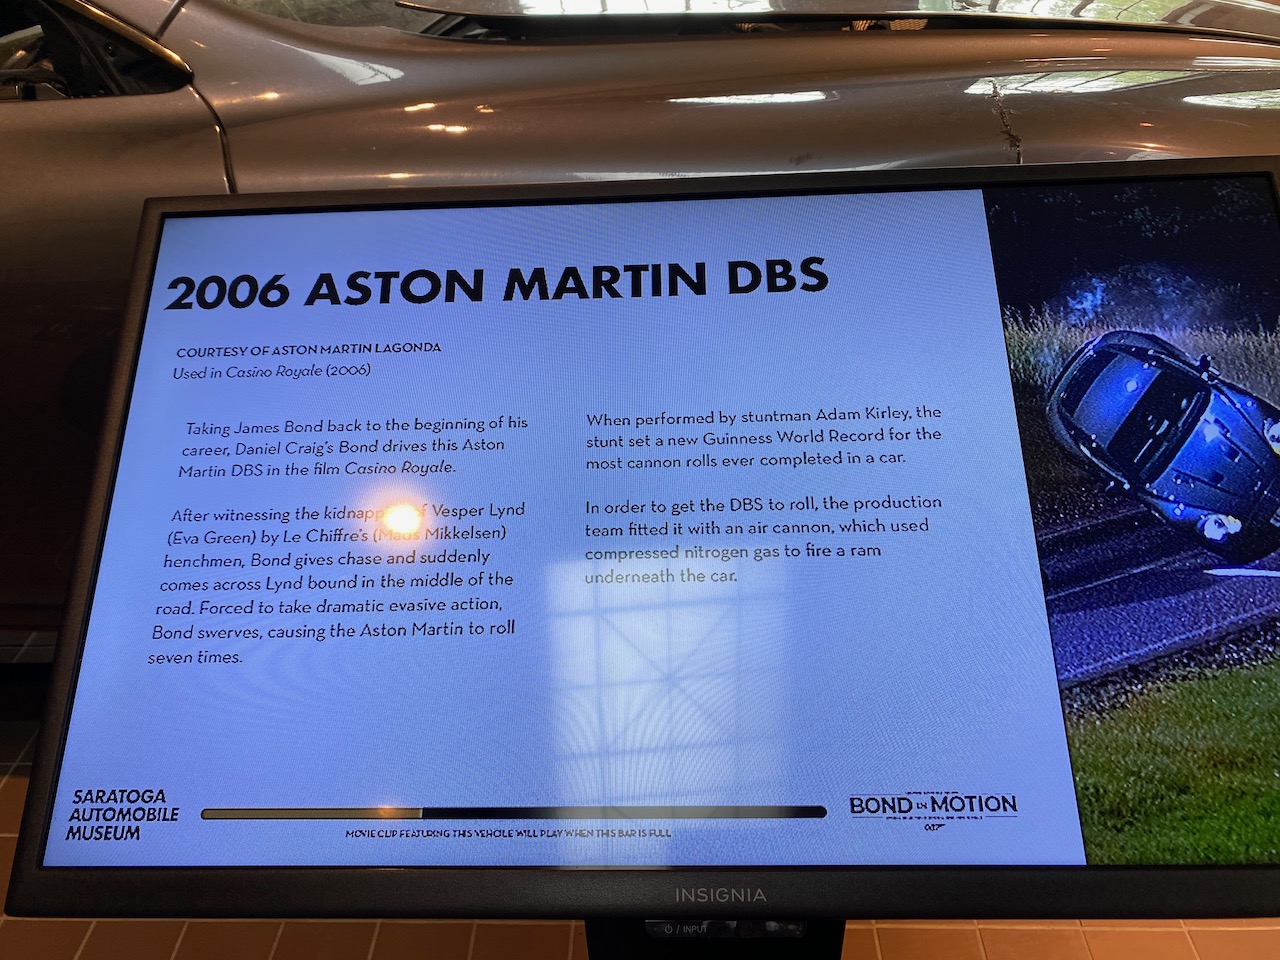 2006 ASTON MARTIN DBS
COURTESY OF ASTON MARTIN LAGONDA
Used in Casino Royale (2006)
Taking James Bond back to the beginning of his
career, Daniel Craig's Bond drives this Aston
Martin DBS in the film Casino Royale.
After witnessing the of Vesper Lynd
(Eva Green) by Le Chiffre's Mikkelsen)
henchmen, Bond gives chase and suddenly
comes across Lynd bound in the middle of the
road. Forced to take dramatic evasive action,
Bond swerves, causing the Aston Martin to roll
seven times.
When performed by stuntman Adam Kirley, the
stunt set a new Guinness World Record for the
most cannon rolls ever completed in a car.
In order to get the DBS to roll, the production
team fitted it with an air cannon, which used
compressed nitrogen gas to fire a ram
underneath the car.
SARATOGA
AUTOMOBILE
MUSEUM
MOVIE CLIP FEATURING THIS VEHICLE WILL PLAY WHEN THIS BAR IS FULL
BOND IN MOTION
007
INSIGNIA
/ INPUT